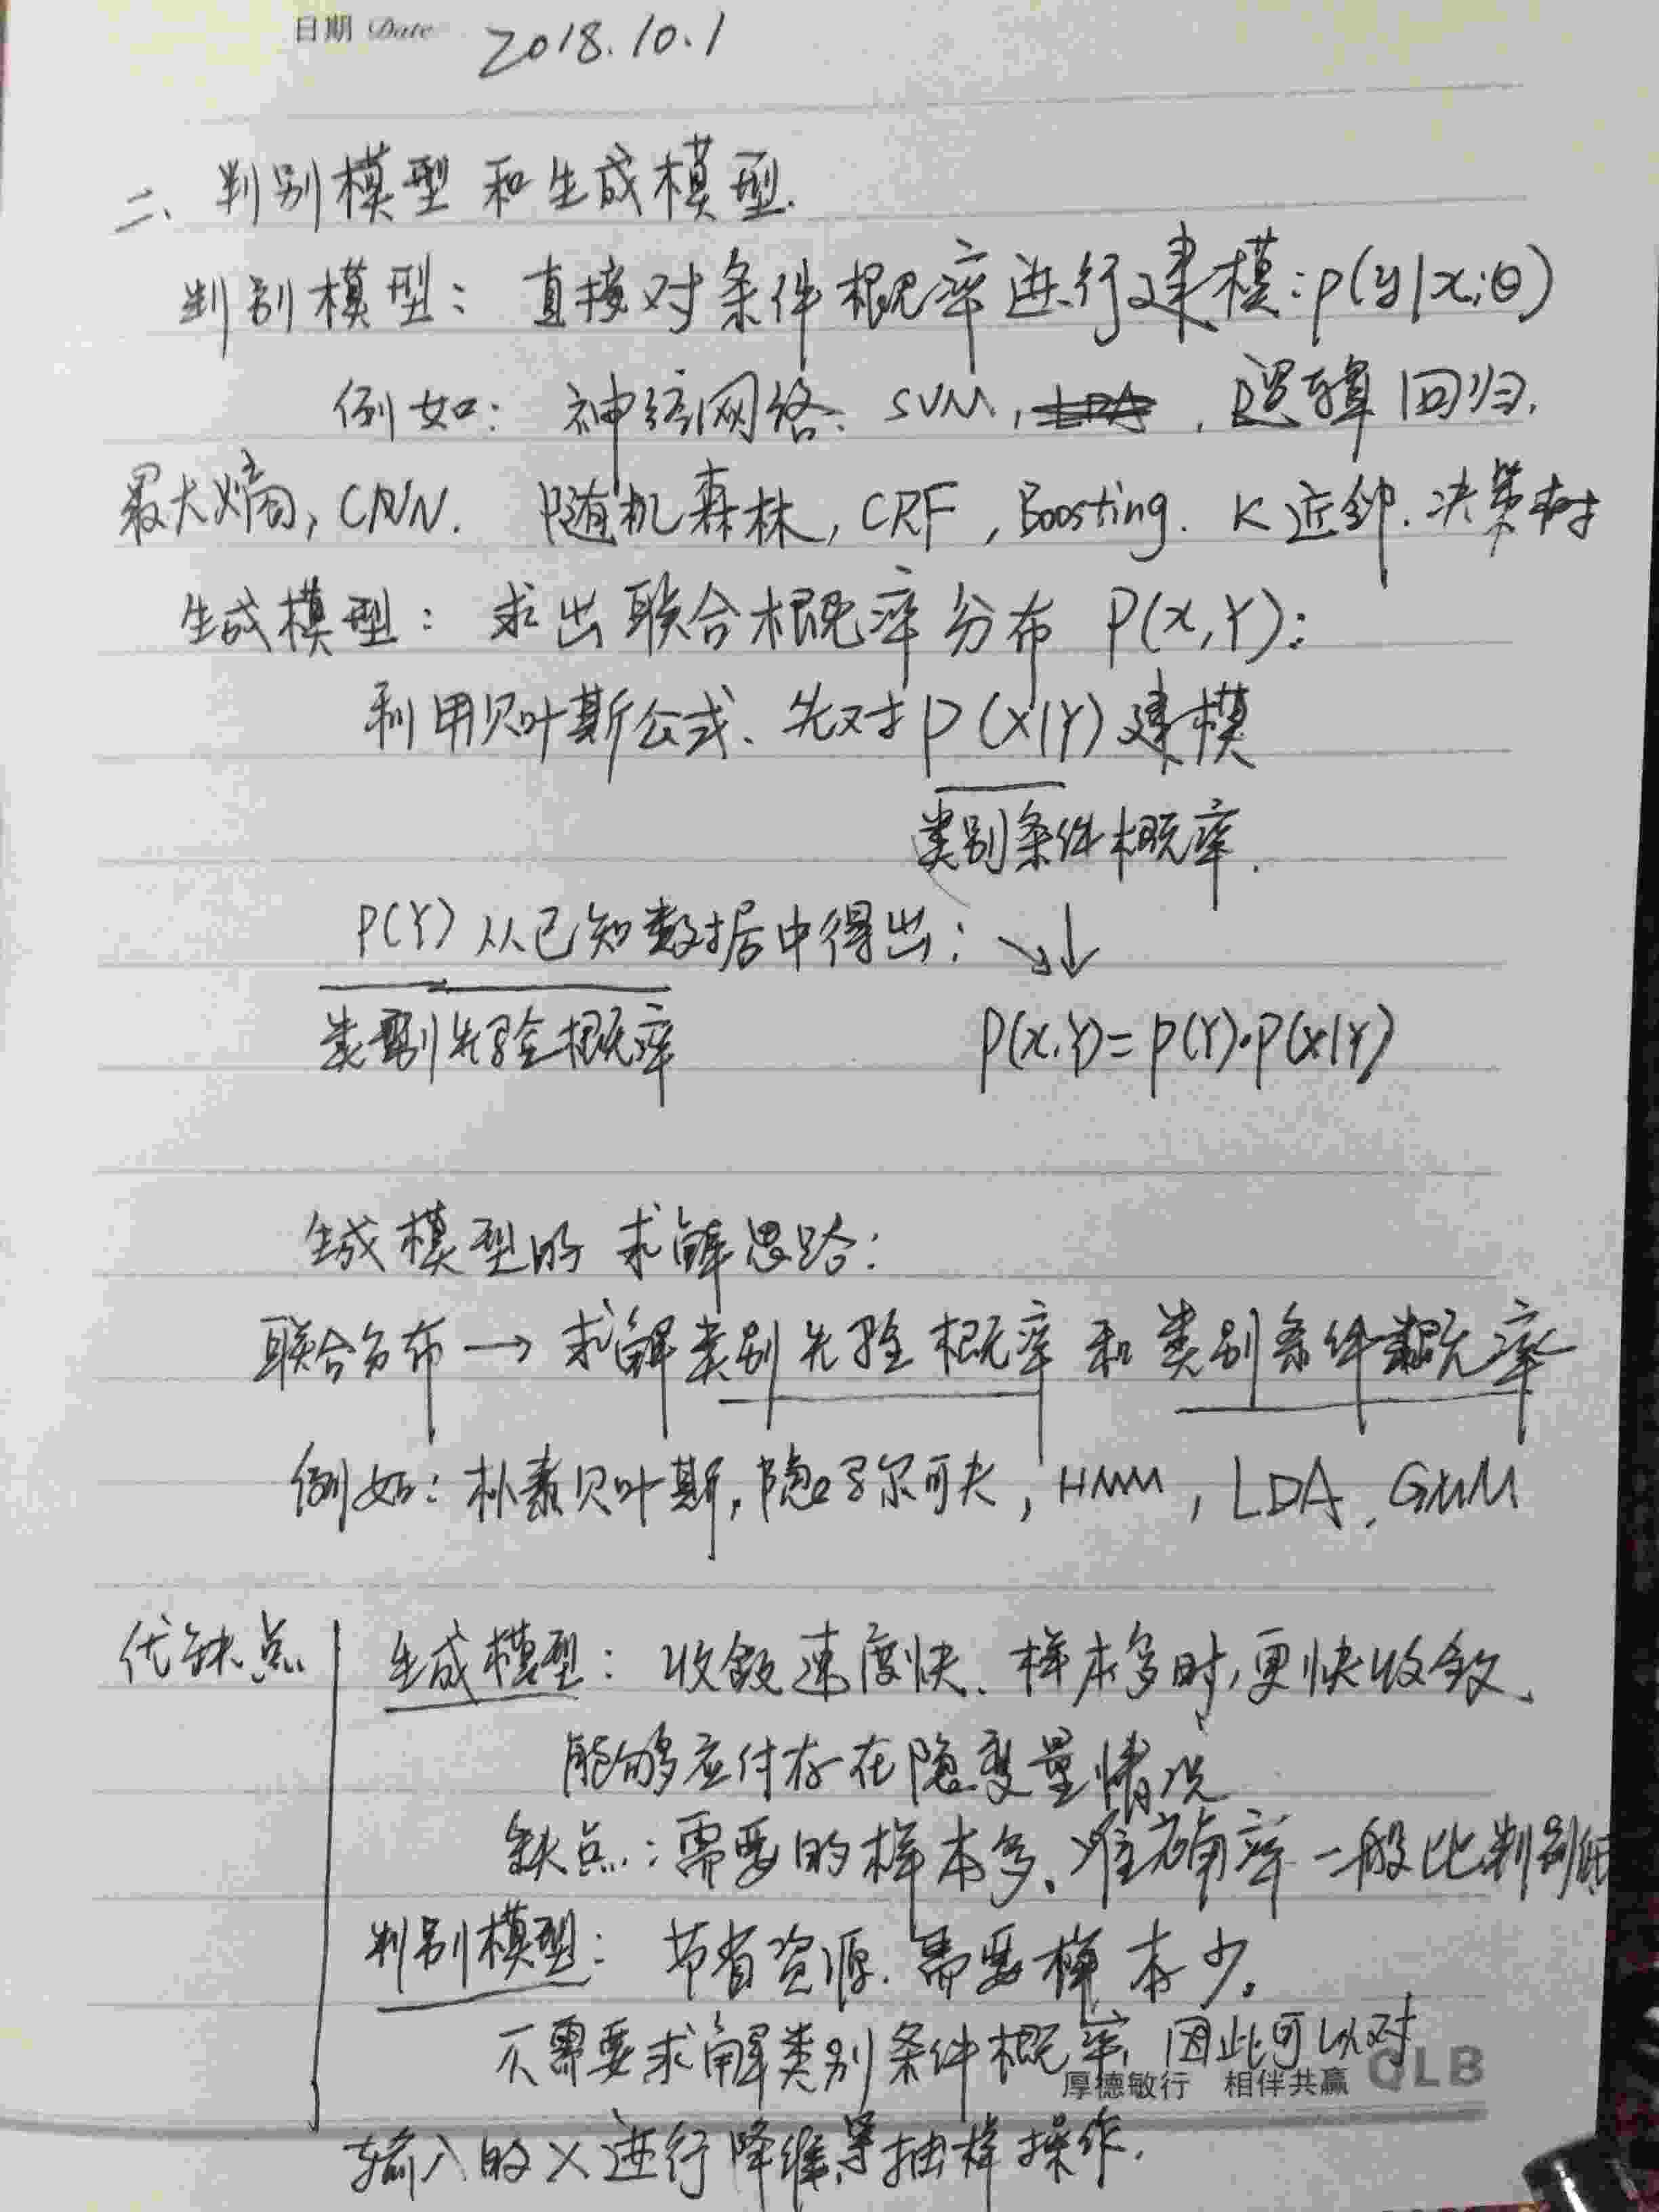 日期 Date 2018.10.1
二、判别模型和生成模型.
判别模型：直接对条件概率进行建模：p(y|x;θ)
例如：神经网络、SVM, LDA, 逻辑回归,
最大熵, CNN. 随机森林, CRF, Boosting. K近邻. 决策树
生成模型：求出联合概率分布 P(X,Y):
利用贝叶斯公式、先对P(X|Y)建模
类别条件概率.
P(Y)从已知数据中得出：↘↓
类别先验概率
P(X,Y)=P(Y)·P(X|Y)
生成模型的求解思路：
联合分布→求解类别先验概率和类别条件概率
例如：朴素贝叶斯, 隐马尔可夫, HMM, LDA, GMM
优缺点
生成模型：收敛速度快、样本多时,更快收敛、
能够应付存在隐变量情况
缺点：需要的样本多、准确率一般比判别低
判别模型：节省资源. 需要样本少。
不需要求解类别条件概率, 因此可以对
厚德敏行 相伴共赢 QLB
输入的X进行降维等抽样操作.